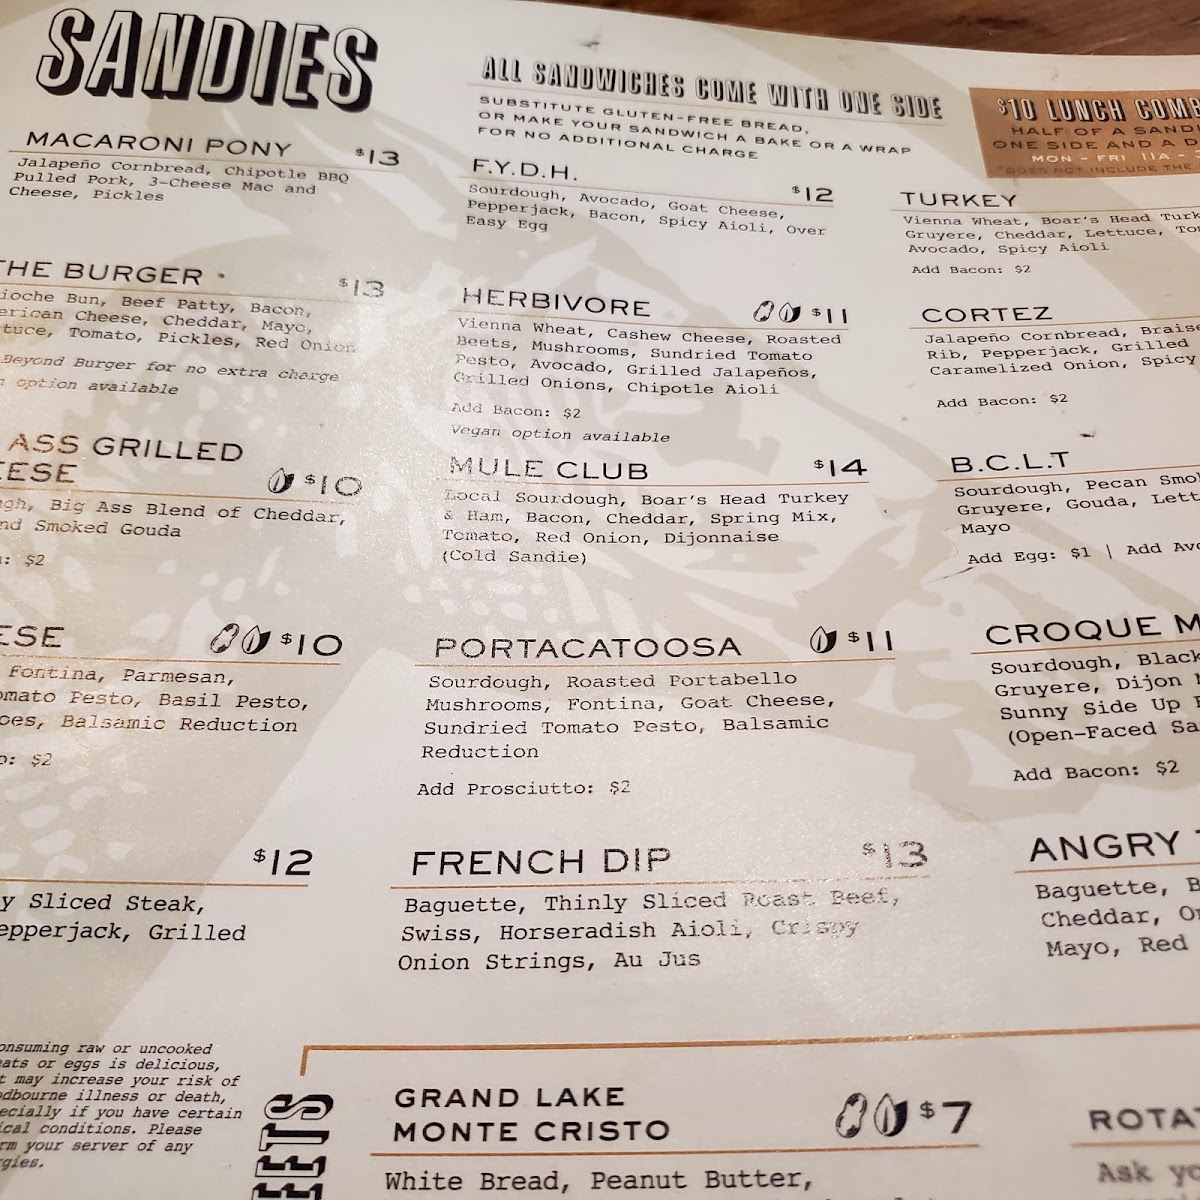 SANDIES
MACARONI PONY $13
Jalapeño Cornbread, Chipotle BBQ
Pulled Pork, 3-Cheese Mac and
Cheese, Pickles
THE BURGER $13
Beef Patty, Bacon,
Cheese, Cheddar, Mayo,
Tomato, Pickles, Red Onion
Beyond Burger for no extra charge
option available
ASS GRILLED
$10
Big Ass Blend of Cheddar,
Smoked Gouda
$2
$10
Fontina, Parmesan,
Pesto, Basil Pesto,
Balsamic Reduction
$2
$12
Sliced Steak,
Grilled
consuming raw or uncooked
or eggs is delicious,
may increase your risk of
illness or death,
if you have certain
conditions. Please
your server of any
ALL SANDWICHES COME WITH ONE SIDE
SUBSTITUTE GLUTEN-FREE BREAD,
OR MAKE YOUR SANDWICH A BAKE OR A WRAP
FOR NO ADDITIONAL CHARGE
F.Y.D.H. $12
Sourdough, Avocado, Goat Cheese,
Pepperjack, Bacon, Spicy Aioli, Over
Easy Egg
HERBIVORE $11
Vienna Wheat, Cashew Cheese, Roasted
Beets, Mushrooms, Sundried Tomato
Pesto, Avocado, Grilled Jalapeños,
Grilled Onions, Chipotle Aioli
Add Bacon: $2
Vegan option available
MULE CLUB $14
Local Sourdough, Boar's Head Turkey
& Ham, Bacon, Cheddar, Spring Mix,
Tomato, Red Onion, Dijonnaise
(Cold Sandie)
PORTACATOOSA $11
Sourdough, Roasted Portabello
Mushrooms, Fontina, Goat Cheese,
Sundried Tomato Pesto, Balsamic
Reduction
Add Prosciutto: $2
FRENCH DIP $13
Baguette, Thinly Sliced Roast Beef,
Swiss, Horseradish Aioli, Crispy
Onion Strings, Au Jus
GRAND LAKE
MONTE CRISTO $7
White Bread, Peanut Butter,
$10 LUNCH
HALF OF A
ONE SIDE AND A
MON - FRI 11A -
*DOES NOT INCLUDE THE
TURKEY
Vienna Wheat, Boar's Head
Gruyere, Cheddar, Lettuce,
Avocado, Spicy Aioli
Add Bacon: $2
CORTEZ
Jalapeño Cornbread,
Rib, Pepperjack, Grilled
Caramelized Onion, Spicy
Add Bacon: $2
B.C.L.T
Sourdough, Pecan
Gruyere, Gouda,
Mayo
Add Egg: $1 | Add
CROQUE
Sourdough, Black
Gruyere, Dijon
Sunny Side Up
(Open-Faced
Add Bacon: $2
ANGRY
Baguette,
Cheddar,
Mayo, Red
Ask